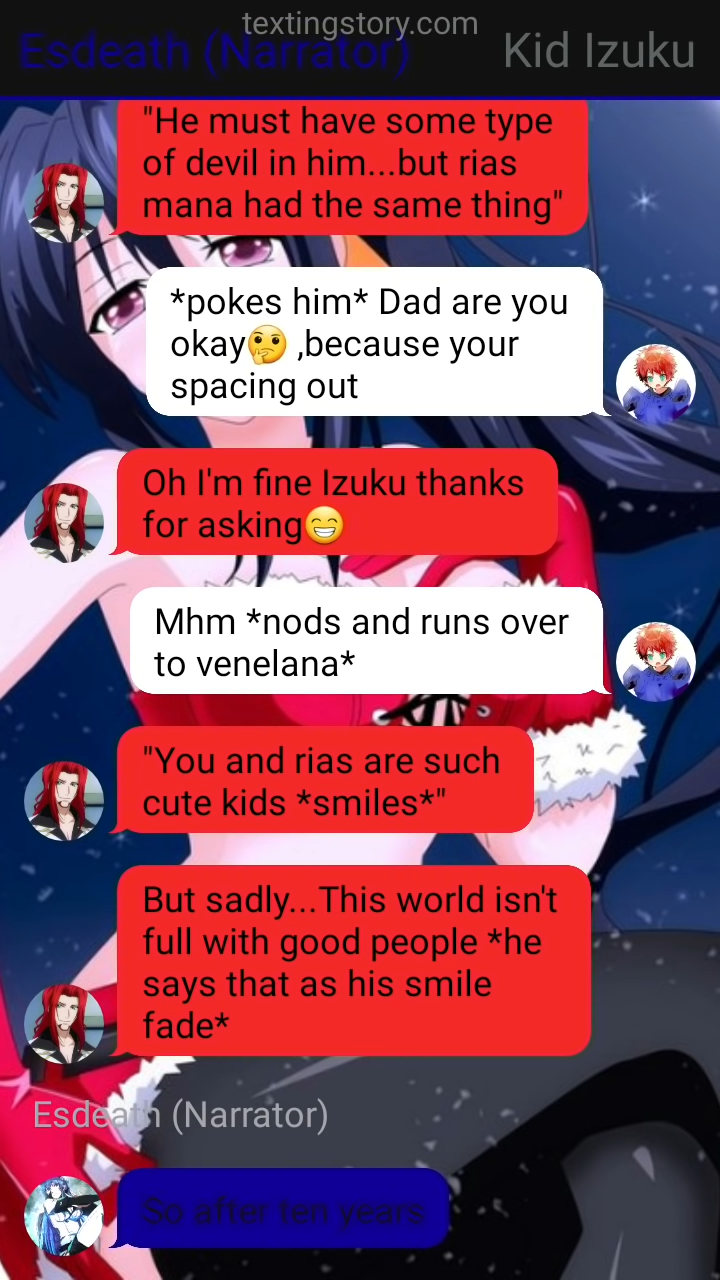 textingstory.com
Esdeath (Narrator)
Kid Izuku
"He must have some type
of devil in him...but rias
mana had the same thing"
*pokes him* Dad are you
okay🤔 ,because your
spacing out
Oh I'm fine Izuku thanks
for asking😁
Mhm *nods and runs over
to venelana*
"You and rias are such
cute kids *smiles*"
But sadly...This world isn't
full with good people *he
says that as his smile
fade*
Esdeath (Narrator)
So after ten years